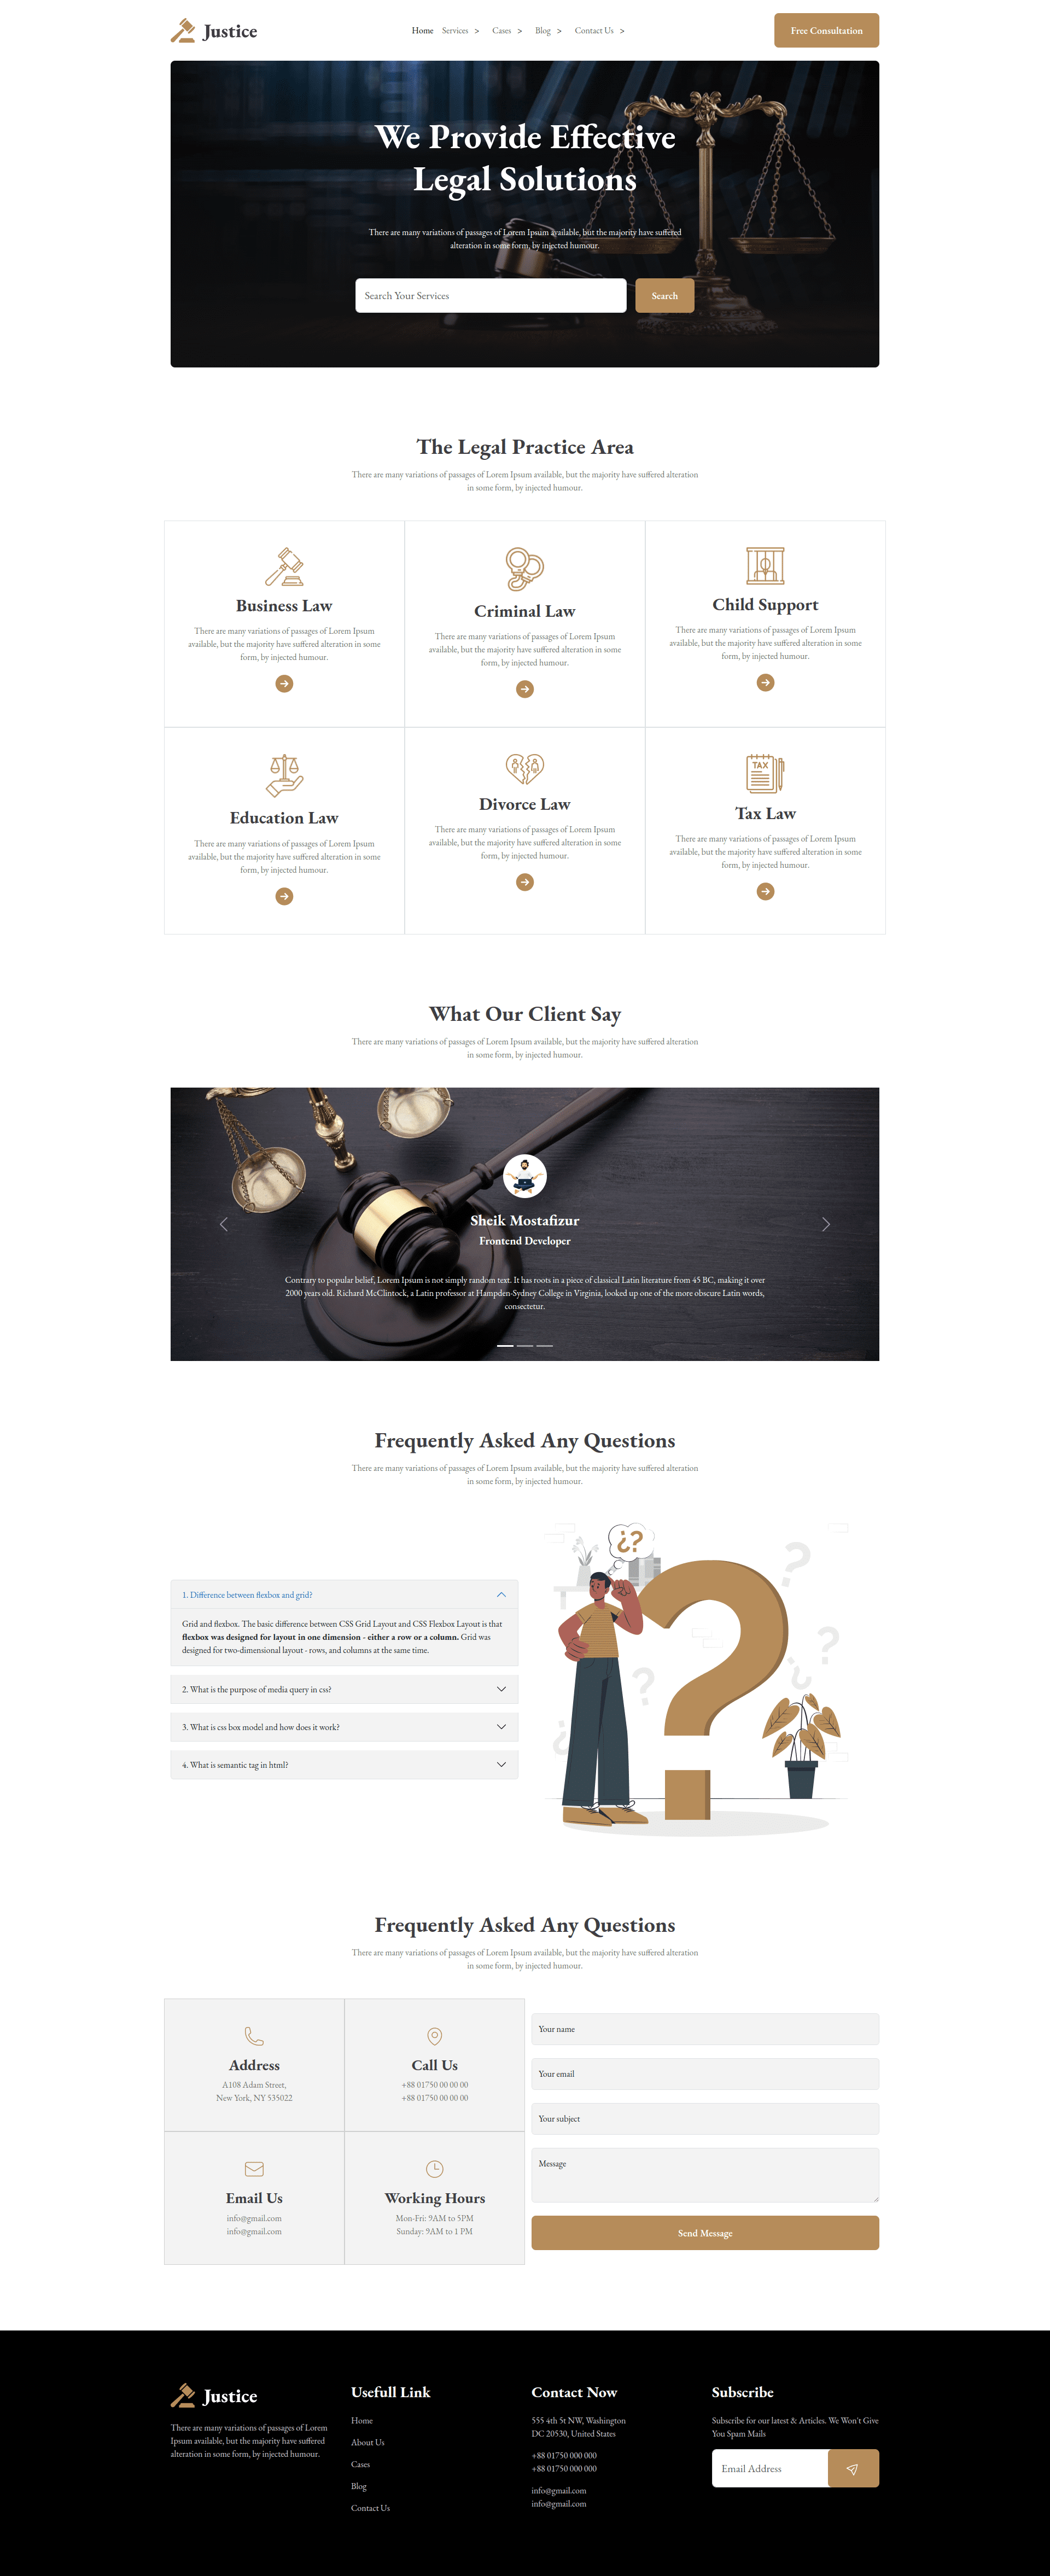 Justice
Home Services > Cases > Blog > Contact Us >
Free Consultation
We Provide Effective
Legal Solutions
There are many variations of passages of Lorem Ipsum available, but the majority have suffered
alteration in some form, by injected humour.
Search Your Services
Search
The Legal Practice Area
There are many variations of passages of Lorem Ipsum available, but the majority have suffered alteration
in some form, by injected humour.
Business Law
There are many variations of passages of Lorem Ipsum
available, but the majority have suffered alteration in some
form, by injected humour.
Criminal Law
There are many variations of passages of Lorem Ipsum
available, but the majority have suffered alteration in some
form, by injected humour.
Child Support
There are many variations of passages of Lorem Ipsum
available, but the majority have suffered alteration in some
form, by injected humour.
Education Law
There are many variations of passages of Lorem Ipsum
available, but the majority have suffered alteration in some
form, by injected humour.
Divorce Law
There are many variations of passages of Lorem Ipsum
available, but the majority have suffered alteration in some
form, by injected humour.
TAX
Tax Law
There are many variations of passages of Lorem Ipsum
available, but the majority have suffered alteration in some
form, by injected humour.
What Our Client Say
There are many variations of passages of Lorem Ipsum available, but the majority have suffered alteration
in some form, by injected humour.
Sheik Mostafizur
Frontend Developer
Contrary to popular belief, Lorem Ipsum is not simply random text. It has roots in a piece of classical Latin literature from 45 BC, making it over
2000 years old. Richard McClintock, a Latin professor at Hampden-Sydney College in Virginia, looked up one of the more obscure Latin words,
consectetur.
Frequently Asked Any Questions
There are many variations of passages of Lorem Ipsum available, but the majority have suffered alteration
in some form, by injected humour.
1. Difference between flexbox and grid?
Grid and flexbox. The basic difference between CSS Grid Layout and CSS Flexbox Layout is that
flexbox was designed for layout in one dimension - either a row or a column. Grid was
designed for two-dimensional layout - rows, and columns at the same time.
2. What is the purpose of media query in css?
3. What is css box model and how does it work?
4. What is semantic tag in html?
¿?
?
Frequently Asked Any Questions
There are many variations of passages of Lorem Ipsum available, but the majority have suffered alteration
in some form, by injected humour.
Address
A108 Adam Street,
New York, NY 535022
Call Us
+88 01750 00 00 00
+88 01750 00 00 00
Email Us
info@gmail.com
info@gmail.com
Working Hours
Mon-Fri: 9AM to 5PM
Sunday: 9AM to 1 PM
Your name
Your email
Your subject
Message
Send Message
Justice
There are many variations of passages of Lorem
Ipsum available, but the majority have suffered
alteration in some form, by injected humour.
Usefull Link
Home
About Us
Cases
Blog
Contact Us
Contact Now
555 4th 5t NW, Washington
DC 20530, United States
+88 01750 000 000
+88 01750 000 000
info@gmail.com
info@gmail.com
Subscribe
Subscribe for our latest & Articles. We Won't Give
You Spam Mails
Email Address